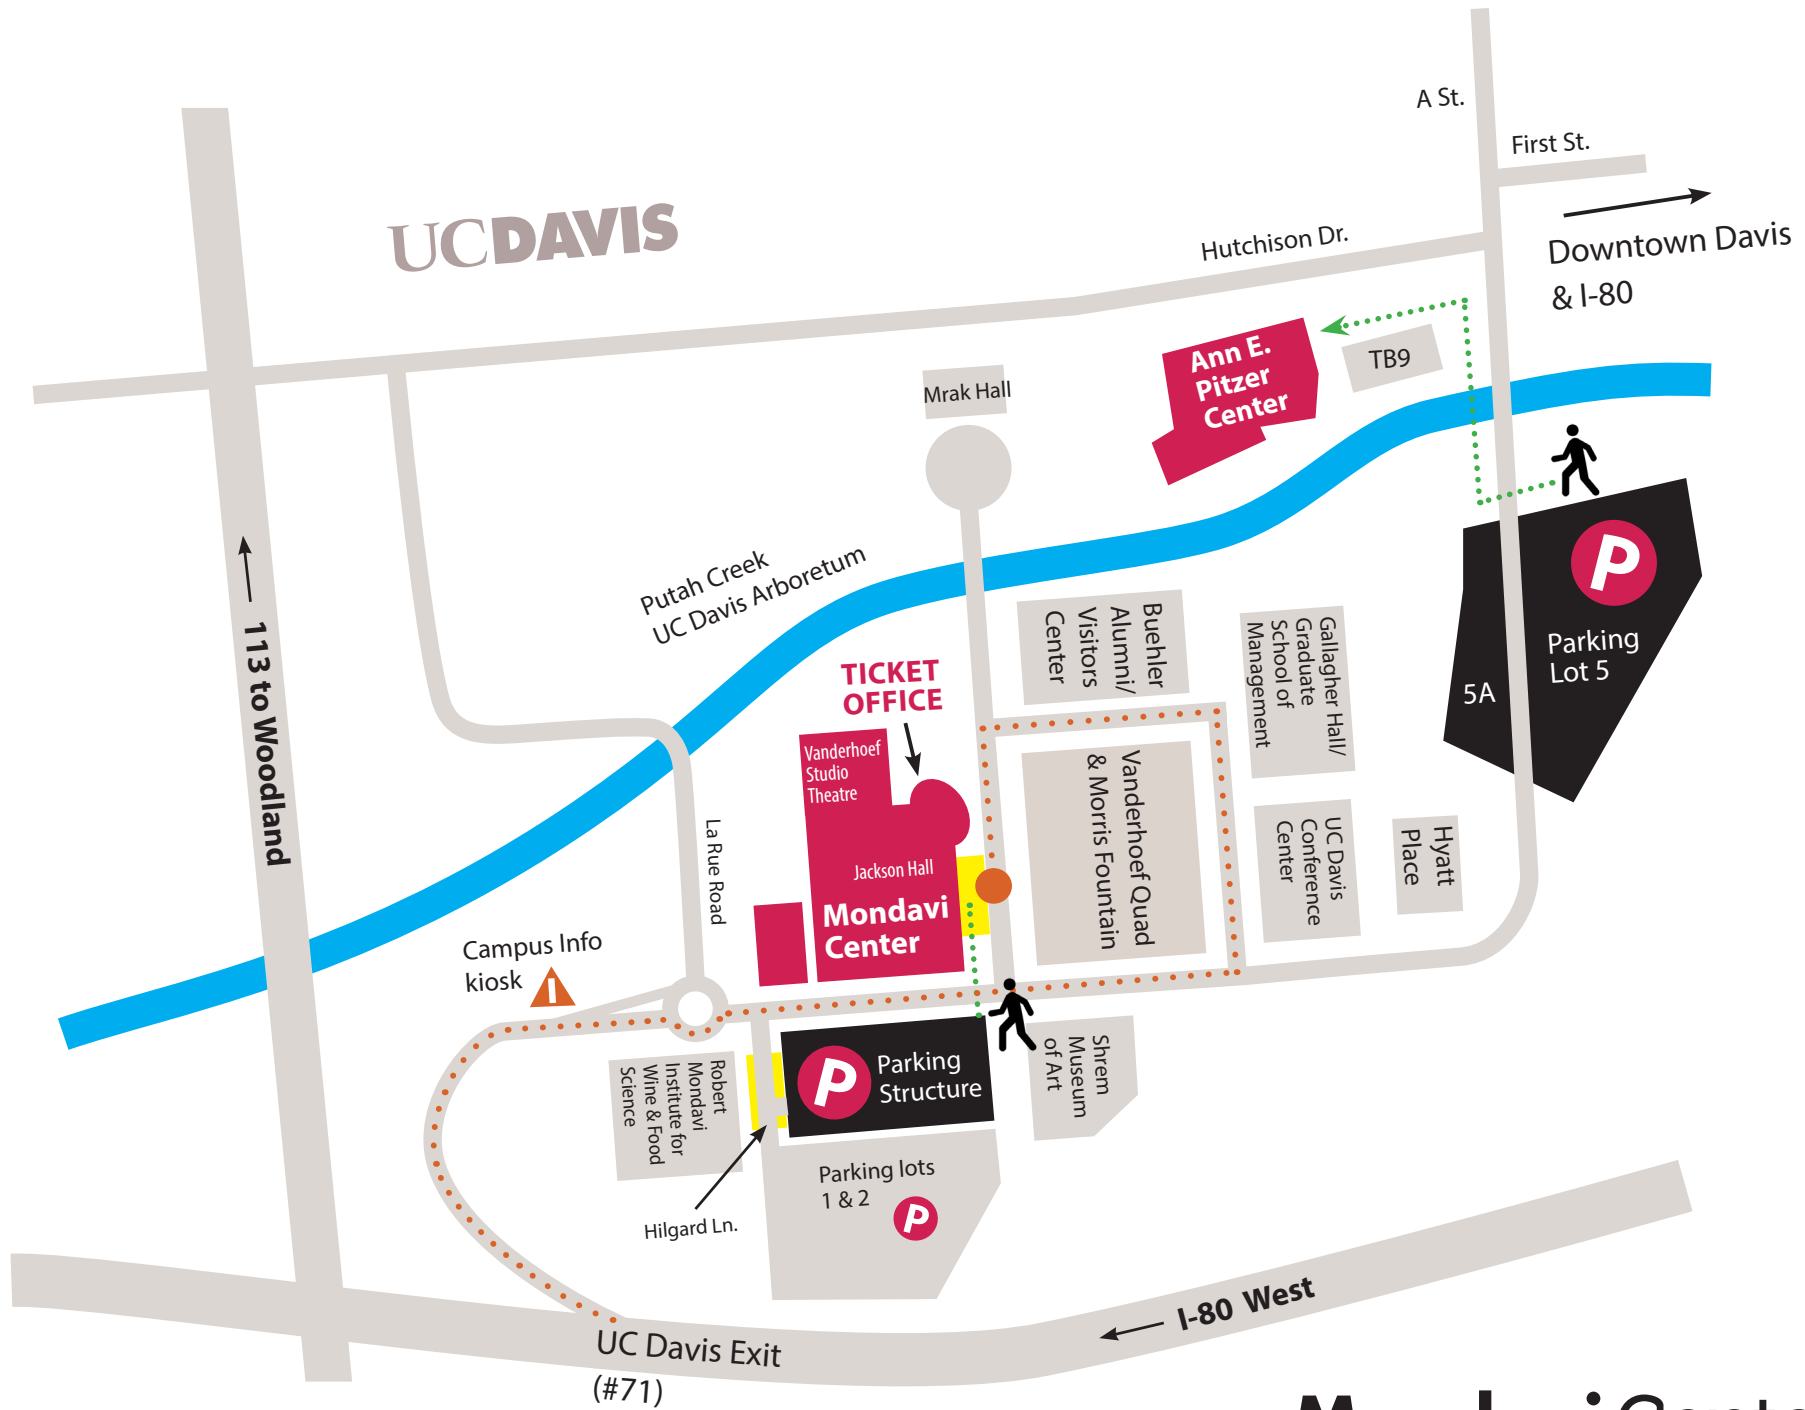 A St.
First St.
UCDAVIS
Hutchison Dr.
Downtown Davis
& I-80
Ann E.
Pitzer
Center
TB9
Mrak Hall
Putah Creek
UC Davis Arboretum
113 to Woodland
P
Parking
Lot 5
5A
Buehler
Alumni/
Visitors
Center
Gallagher Hall/
Graduate
School of
Management
TICKET
OFFICE
Vanderhoef
Studio
Theatre
Jackson Hall
Mondavi
Center
La Rue Road
Vanderhoef Quad
& Morris Fountain
UC Davis
Conference
Center
Hyatt
Place
Campus Info
kiosk
I
P
Parking
Structure
Shrem
Museum
of Art
Robert
Mondavi
Institute for
Wine & Food
Science
Parking lots
1 & 2
P
Hilgard Ln.
I-80 West
UC Davis Exit
(#71)